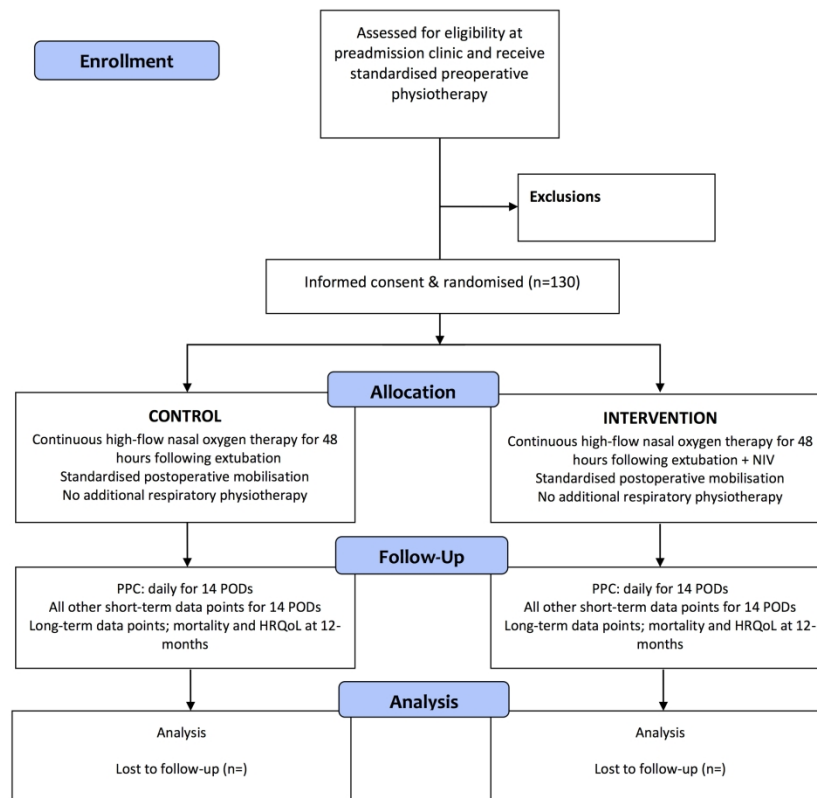 Assessed for eligibility at
preadmission clinic and receive
standardised preoperative
physiotherapy
Enrollment
Exclusions
Informed consent & randomised (n=130)
Allocation
CONTROL
Continuous high-flow nasal oxygen therapy for 48
hours following extubation
Standardised postoperative mobilisation
No additional respiratory physiotherapy
INTERVENTION
Continuous high-flow nasal oxygen therapy for 48
hours following extubation + NIV
Standardised postoperative mobilisation
No additional respiratory physiotherapy
Follow-Up
PPC: daily for 14 PODs
All other short-term data points for 14 PODs
Long-term data points; mortality and HRQoL at 12-
months
PPC: daily for 14 PODs
All other short-term data points for 14 PODs
Long-term data points; mortality and HRQoL at 12-
months
Analysis
Analysis
Lost to follow-up (n=)
Analysis
Lost to follow-up (n=)